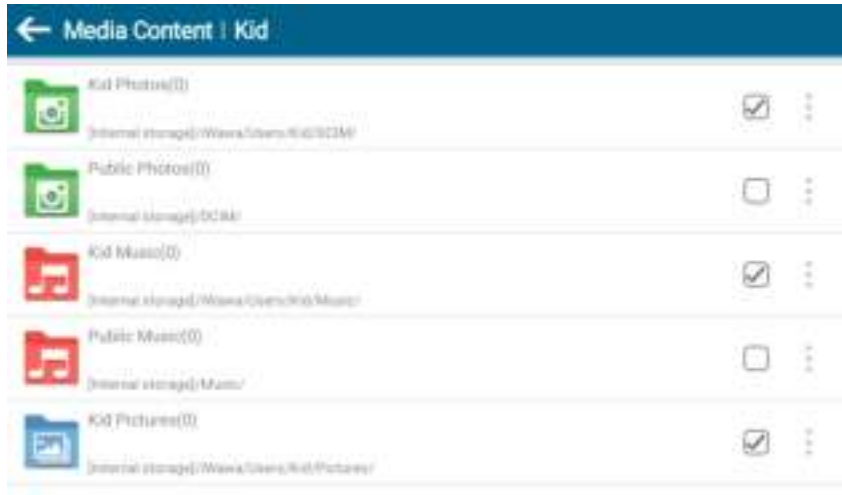 Media Content | Kid
Kid Photos(0)
[Internal storage]/Wawa/Users/Kid/DCIM/
Public Photos(0)
[Internal storage]/DCIM/
Kid Music(0)
[Internal storage]/Wawa/Users/Kid/Music/
Public Music(0)
[Internal storage]/Music/
Kid Pictures(0)
[Internal storage]/Wawa/Users/Kid/Pictures/